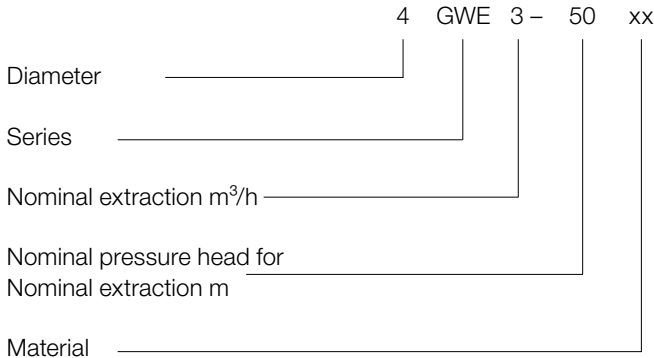 4 GWE 3 – 50 xx
Diameter
Series
Nominal extraction m³/h
Nominal pressure head for
Nominal extraction m
Material